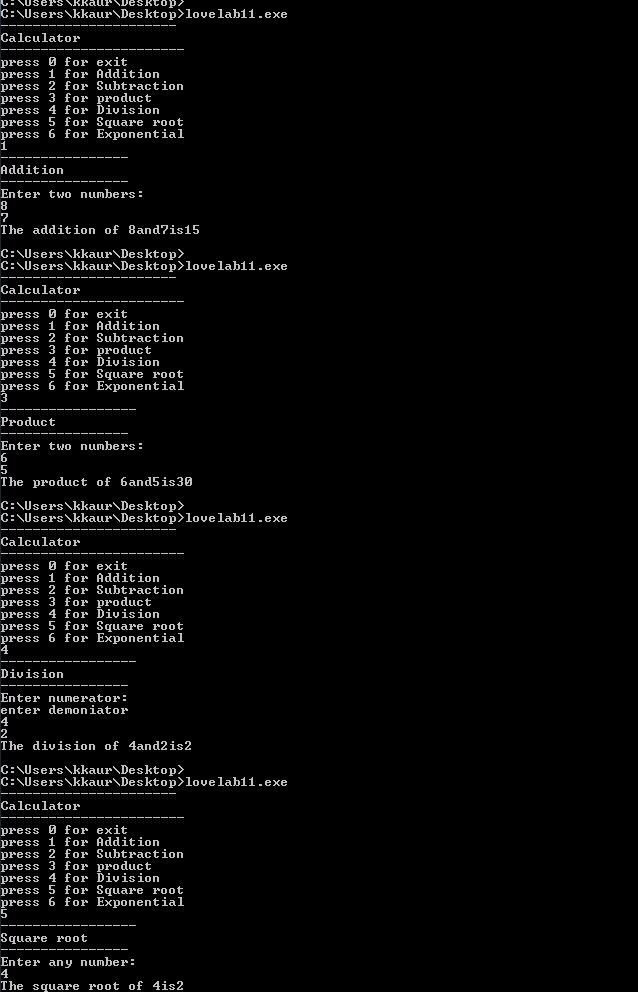 C:\Users\kkaur\Desktop>
C:\Users\kkaur\Desktop>lovelab11.exe
----------------------
Calculator
-----------------------
press 0 for exit
press 1 for Addition
press 2 for Subtraction
press 3 for product
press 4 for Division
press 5 for Square root
press 6 for Exponential
1
----------------
Addition
----------------
Enter two numbers:
8
7
The addition of 8and7is15
C:\Users\kkaur\Desktop>
C:\Users\kkaur\Desktop>lovelab11.exe
----------------------
Calculator
-----------------------
press 0 for exit
press 1 for Addition
press 2 for Subtraction
press 3 for product
press 4 for Division
press 5 for Square root
press 6 for Exponential
3
-----------------
Product
----------------
Enter two numbers:
6
5
The product of 6and5is30
C:\Users\kkaur\Desktop>
C:\Users\kkaur\Desktop>lovelab11.exe
----------------------
Calculator
-----------------------
press 0 for exit
press 1 for Addition
press 2 for Subtraction
press 3 for product
press 4 for Division
press 5 for Square root
press 6 for Exponential
4
-----------------
Division
----------------
Enter numerator:
enter demoniator
4
2
The division of 4and2is2
C:\Users\kkaur\Desktop>
C:\Users\kkaur\Desktop>lovelab11.exe
----------------------
Calculator
-----------------------
press 0 for exit
press 1 for Addition
press 2 for Subtraction
press 3 for product
press 4 for Division
press 5 for Square root
press 6 for Exponential
5
-----------------
Square root
----------------
Enter any number:
4
The square root of 4is2